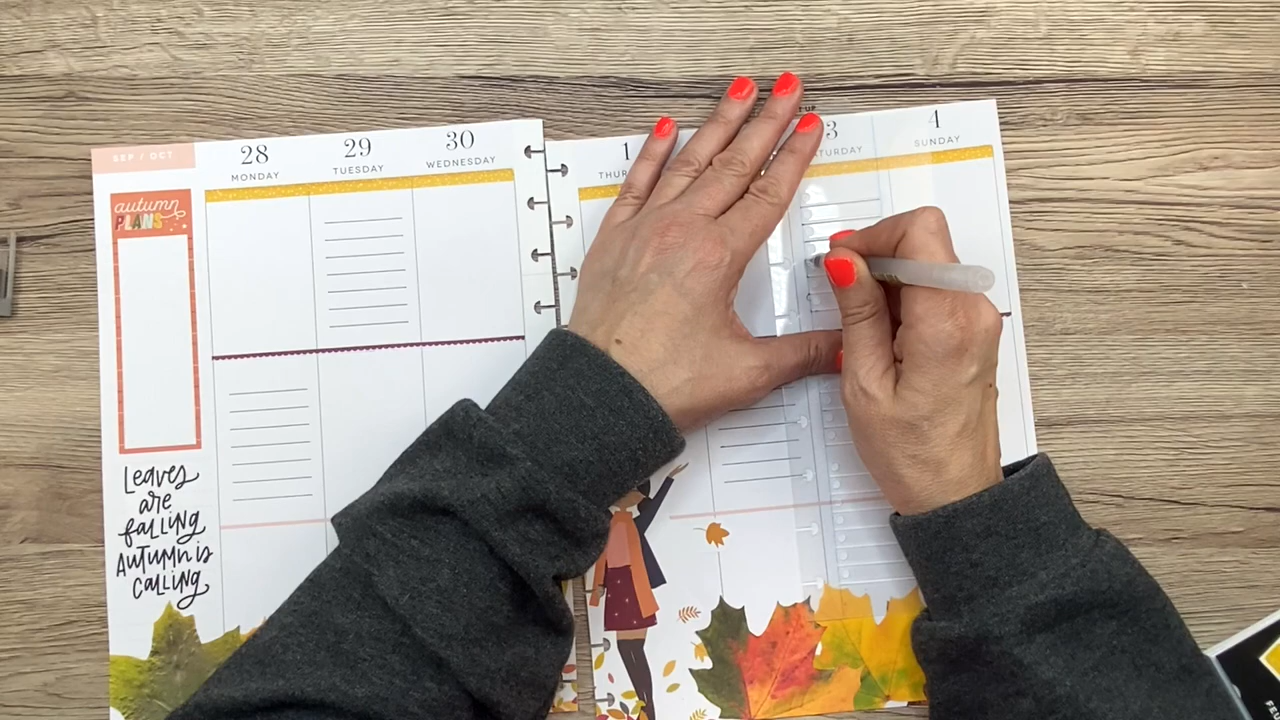 SEP / OCT
28
MONDAY
29
TUESDAY
30
WEDNESDAY
1
3
4
SUNDAY
autumn
PLANS
Leaves
are
falling
Autumn is
calling